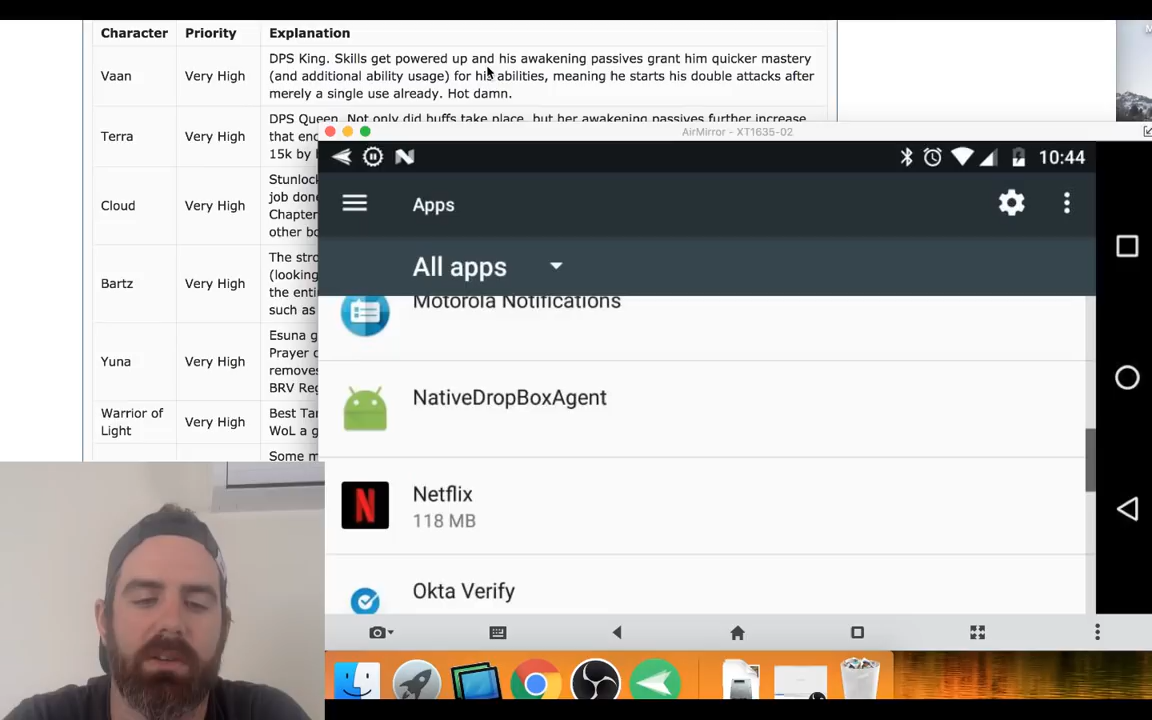 Character Priority Explanation
Vaan Very High DPS King. Skills get powered up and his awakening passives grant him quicker mastery
(and additional ability usage) for his abilities, meaning he starts his double attacks after
merely a single use already. Hot damn.
Terra Very High DPS Queen. Not only did buffs take place, but her awakening passives further increase
that end
15k by
Cloud Very High Stunlock
job done
Chapter
other bo
Bartz Very High The stro
(looking
the enti
such as
Yuna Very High Esuna g
Prayer o
removes
BRV Reg
Warrior of Light Very High Best Tan
WoL a g
Some m
AirMirror - XT1635-02
10:44
Apps
All apps
Motorola Notifications
NativeDropBoxAgent
Netflix
118 MB
Okta Verify